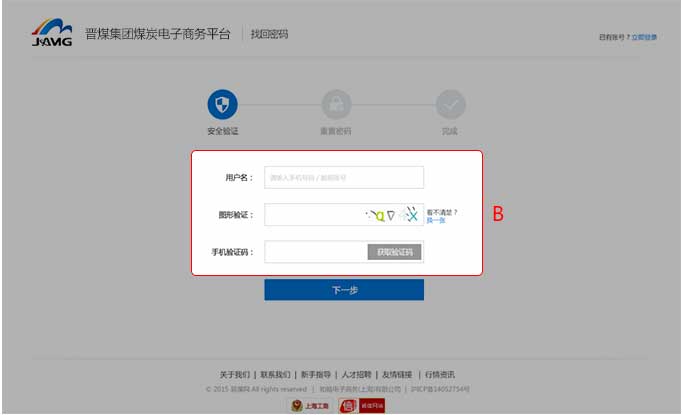 JAMG 晋煤集团煤炭电子商务平台 找回密码
已有账号？立即登录
安全验证 重置密码 完成
用户名：
请输入手机号码 / 邮箱账号
图形验证： 看不清楚？
换一张
手机验证码： 获取验证码
B
下一步
关于我们 | 联系我们 | 新手指导 | 人才招聘 | 友情链接 | 行情资讯
© 2015 晋煤网 All rights reserved | 电子商务(上海)有限公司 | 沪ICP备14052754号
上海工商 信 诚信网站